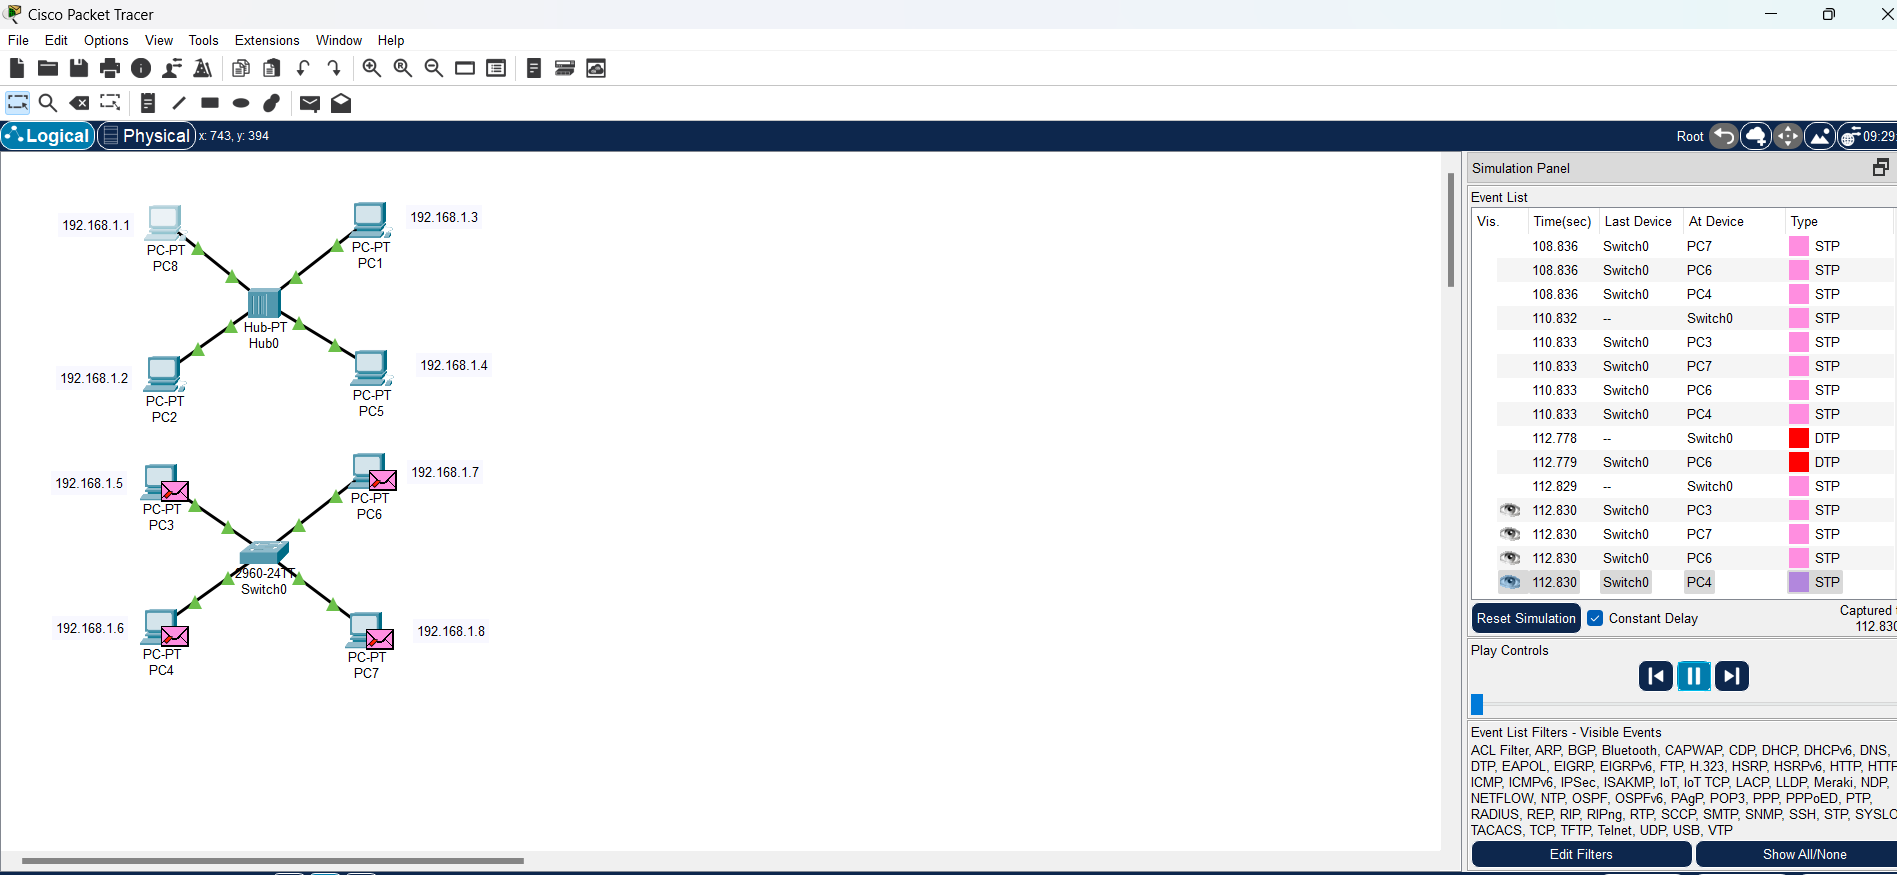 Cisco Packet Tracer
File Edit Options View Tools Extensions Window Help
Logical Physical x: 743, y: 394 Root 09:29:
Simulation Panel
Event List
Vis. Time(sec) Last Device At Device Type
108.836 Switch0 PC7 STP
108.836 Switch0 PC6 STP
108.836 Switch0 PC4 STP
110.832 -- Switch0 STP
110.833 Switch0 PC3 STP
110.833 Switch0 PC7 STP
110.833 Switch0 PC6 STP
110.833 Switch0 PC4 STP
112.778 -- Switch0 DTP
112.779 Switch0 PC6 DTP
112.829 -- Switch0 STP
112.830 Switch0 PC3 STP
112.830 Switch0 PC7 STP
112.830 Switch0 PC6 STP
112.830 Switch0 PC4 STP
Reset Simulation Constant Delay Captured
112.830
Play Controls
Event List Filters - Visible Events
ACL Filter, ARP, BGP, Bluetooth, CAPWAP, CDP, DHCP, DHCPv6, DNS,
DTP, EAPOL, EIGRP, EIGRPv6, FTP, H.323, HSRP, HSRPv6, HTTP, HTTP
ICMP, ICMPv6, IPSec, ISAKMP, IoT, IoT TCP, LACP, LLDP, Meraki, NDP,
NETFLOW, NTP, OSPF, OSPFv6, PAgP, POP3, PPP, PPPoED, PTP,
RADIUS, REP, RIP, RIPng, RTP, SCCP, SMTP, SNMP, SSH, STP, SYSLO
TACACS, TCP, TFTP, Telnet, UDP, USB, VTP
Edit Filters Show All/None
192.168.1.1
PC-PT
PC8
192.168.1.3
PC-PT
PC1
Hub-PT
Hub0
192.168.1.2
PC-PT
PC2
192.168.1.4
PC-PT
PC5
192.168.1.5
PC-PT
PC3
192.168.1.7
PC-PT
PC6
2960-24TT
Switch0
192.168.1.6
PC-PT
PC4
192.168.1.8
PC-PT
PC7